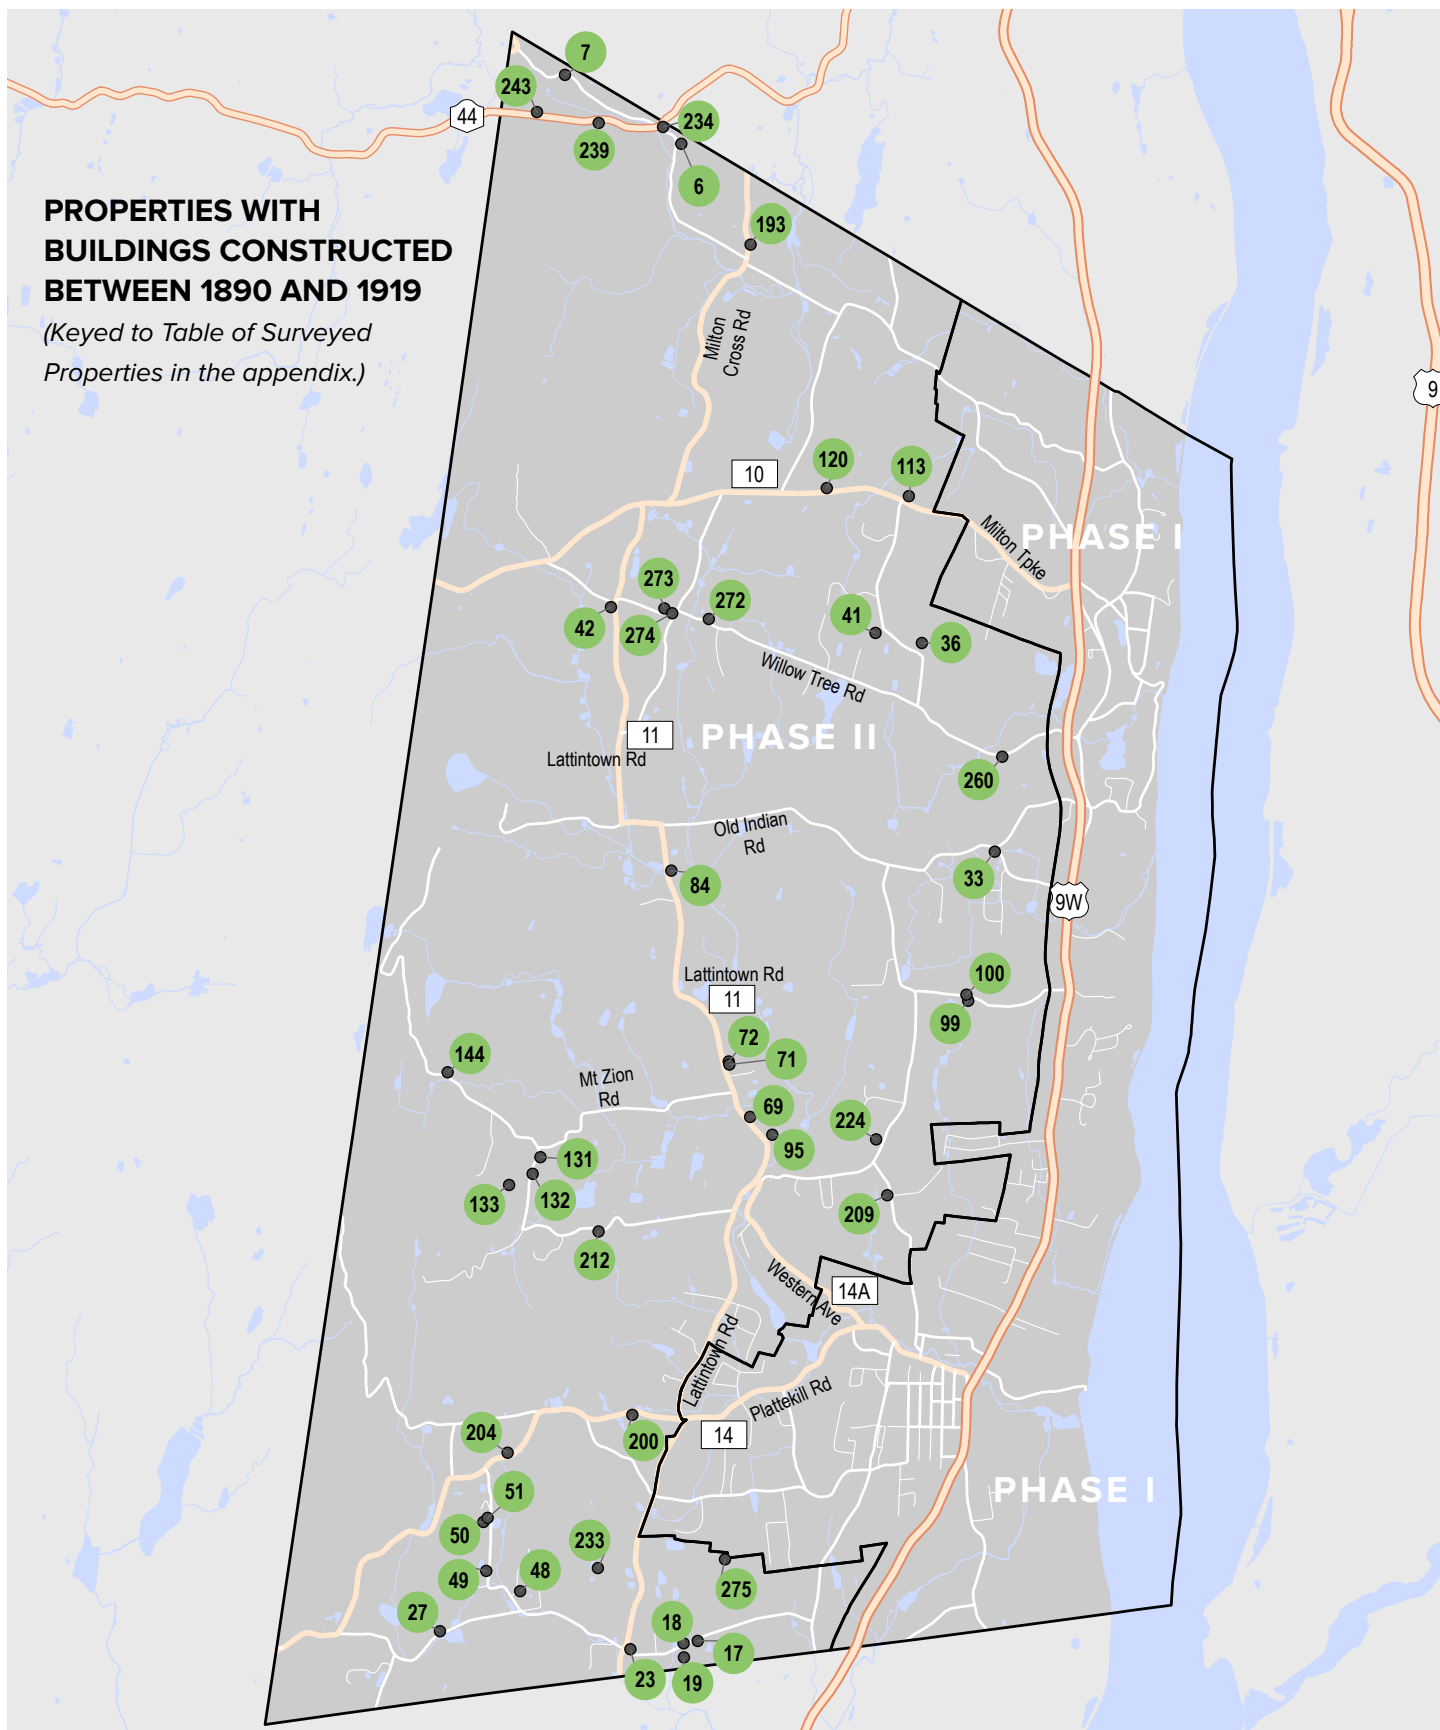 7
243
44
234
239
6
PROPERTIES WITH
BUILDINGS CONSTRUCTED
BETWEEN 1890 AND 1919
(Keyed to Table of Surveyed
Properties in the appendix.)
193
Milton
Cross Rd
9
120
113
10
Milton Tpke
PHASE I
273
272
42
274
41
36
Willow Tree Rd
11
PHASE II
Lattintown Rd
260
Old Indian
Rd
33
84
9W
Lattintown Rd
11
100
99
72
71
144
Mt Zion
Rd
69
224
95
131
132
133
209
212
Western Ave
14A
Lattintown Rd
Plattekill Rd
204
200
14
PHASE I
51
50
233
49
48
275
27
18
17
23
19